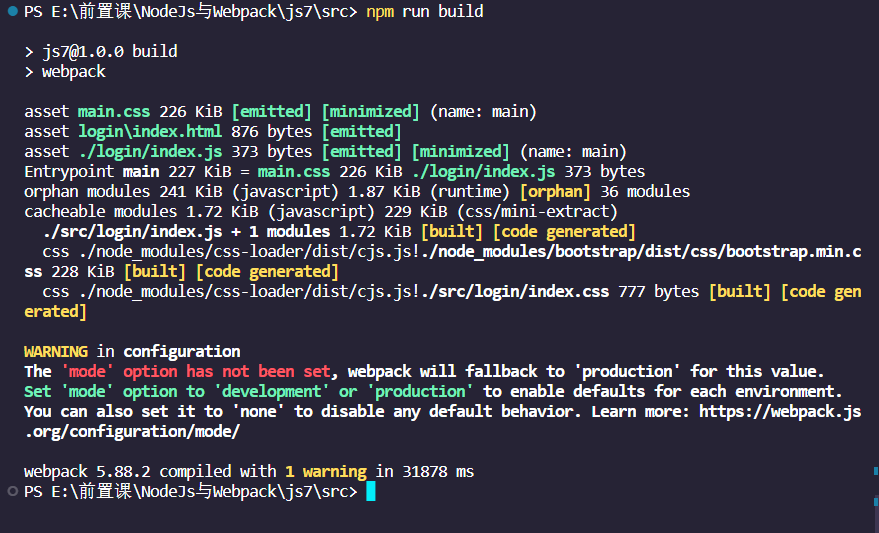 PS E:\前置课\NodeJs与Webpack\js7\src> npm run build
> js7@1.0.0 build
> webpack
asset main.css 226 KiB [emitted] [minimized] (name: main)
asset login\index.html 876 bytes [emitted]
asset ./login/index.js 373 bytes [emitted] [minimized] (name: main)
Entrypoint main 227 KiB = main.css 226 KiB ./login/index.js 373 bytes
orphan modules 241 KiB (javascript) 1.87 KiB (runtime) [orphan] 36 modules
cacheable modules 1.72 KiB (javascript) 229 KiB (css/mini-extract)
./src/login/index.js + 1 modules 1.72 KiB [built] [code generated]
css ./node_modules/css-loader/dist/cjs.js!./node_modules/bootstrap/dist/css/bootstrap.min.c
ss 228 KiB [built] [code generated]
css ./node_modules/css-loader/dist/cjs.js!./src/login/index.css 777 bytes [built] [code gen
erated]
WARNING in configuration
The 'mode' option has not been set, webpack will fallback to 'production' for this value.
Set 'mode' option to 'development' or 'production' to enable defaults for each environment.
You can also set it to 'none' to disable any default behavior. Learn more: https://webpack.js
.org/configuration/mode/
webpack 5.88.2 compiled with 1 warning in 31878 ms
PS E:\前置课\NodeJs与Webpack\js7\src>